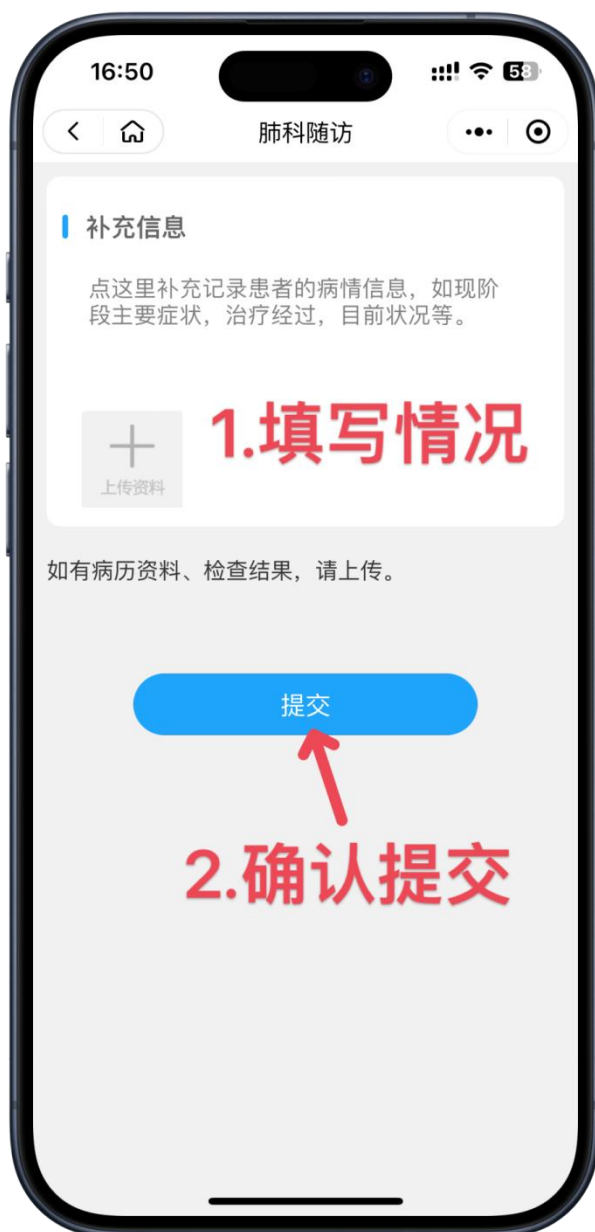 16:50
58
肺科随访
补充信息
点这里补充记录患者的病情信息，如现阶
段主要症状，治疗经过，目前状况等。
1.填写情况
上传资料
如有病历资料、检查结果，请上传。
提交
2.确认提交